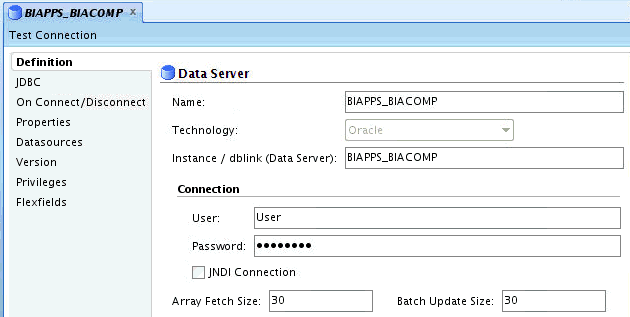 BIAPPS_BIACOMP ×
Test Connection
Definition
JDBC
On Connect/Disconnect
Properties
Datasources
Version
Privileges
Flexfields
Data Server
Name: BIAPPS_BIACOMP
Technology: Oracle
Instance / dblink (Data Server): BIAPPS_BIACOMP
Connection
User: User
Password: ●●●●●●●●
JNDI Connection
Array Fetch Size: 30 Batch Update Size: 30